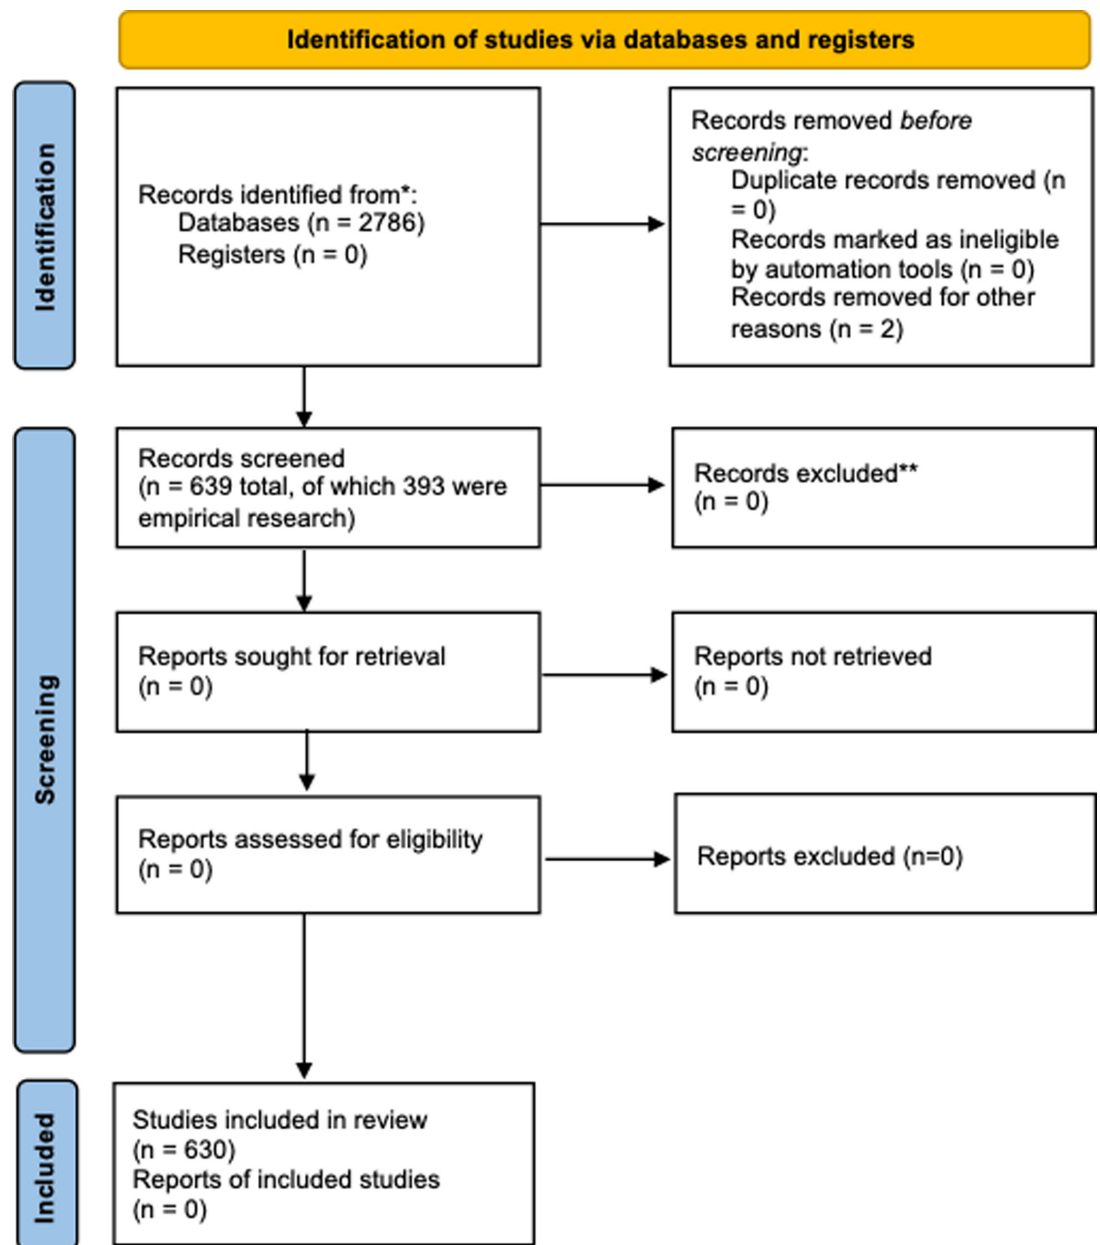 Identification of studies via databases and registers
Identification
Records identified from*:
Databases (n = 2786)
Registers (n = 0)
Records removed before
screening:
Duplicate records removed (n
= 0)
Records marked as ineligible
by automation tools (n = 0)
Records removed for other
reasons (n = 2)
Screening
Records screened
(n = 639 total, of which 393 were
empirical research)
Records excluded**
(n = 0)
Reports sought for retrieval
(n = 0)
Reports not retrieved
(n = 0)
Reports assessed for eligibility
(n = 0)
Reports excluded (n=0)
Included
Studies included in review
(n = 630)
Reports of included studies
(n = 0)